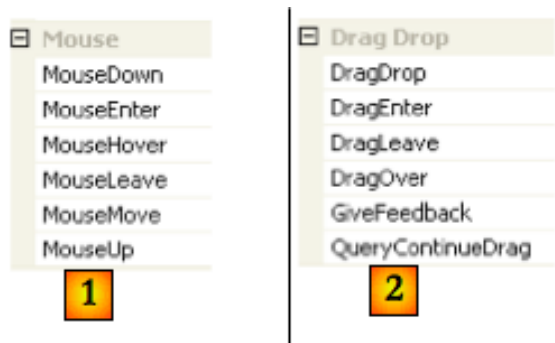 Mouse
MouseDown
MouseEnter
MouseHover
MouseLeave
MouseMove
MouseUp
1
Drag Drop
DragDrop
DragEnter
DragLeave
DragOver
GiveFeedback
QueryContinueDrag
2